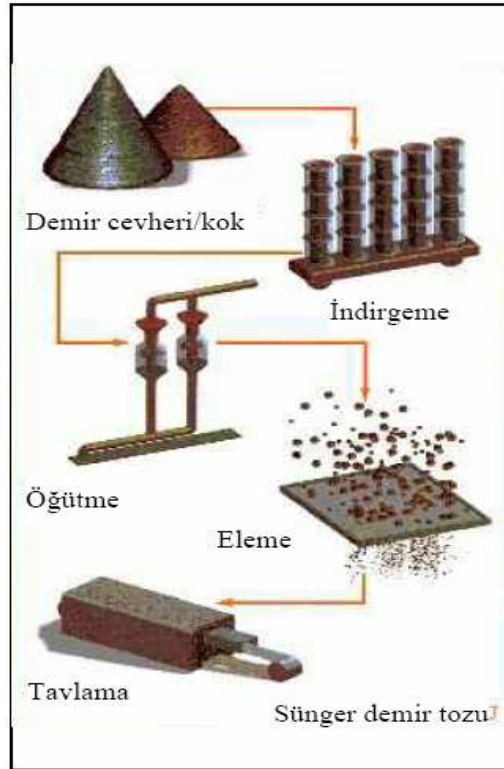 Demir cevheri/kok
İndirgeme
Öğütme
Eleme
Tavlama
Sünger demir tozu